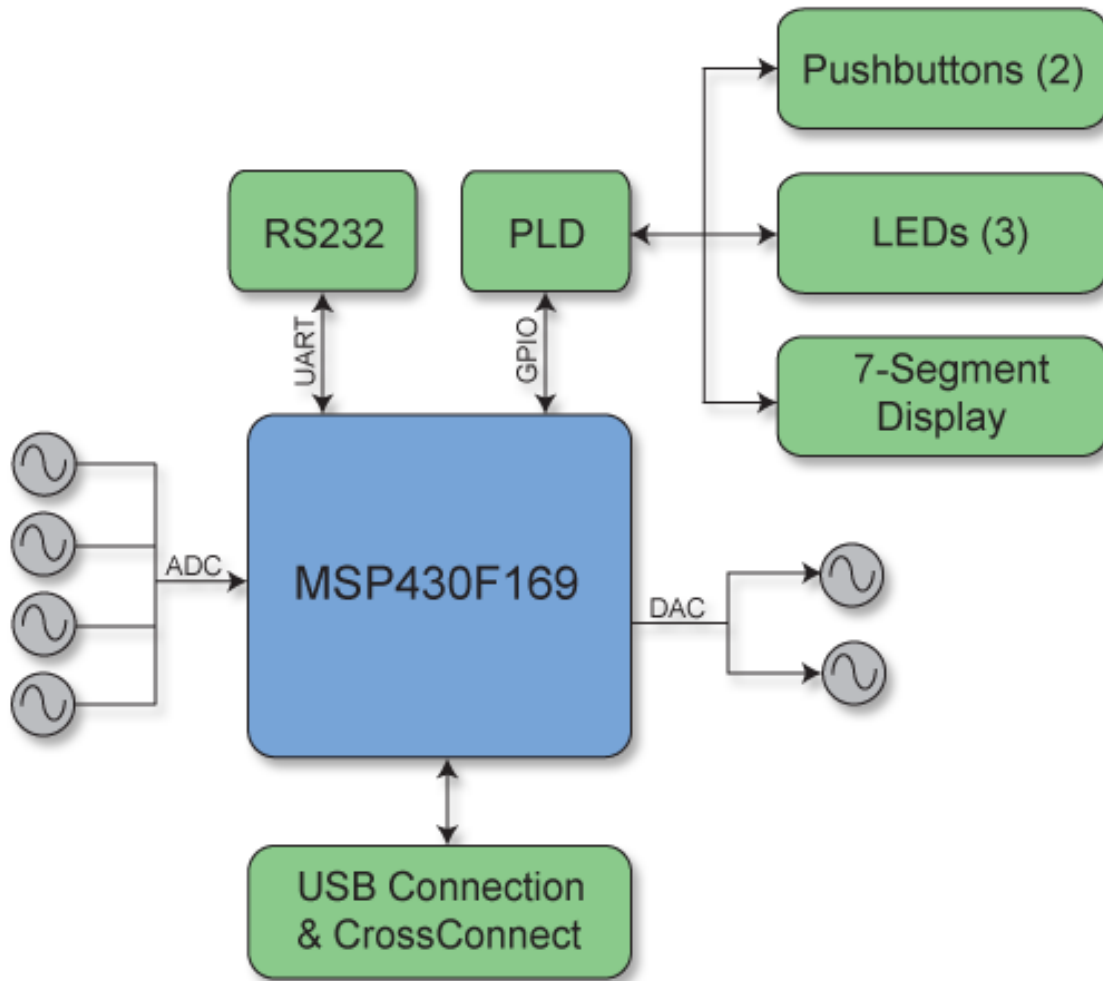 Pushbuttons (2)
RS232
PLD
LEDs (3)
UART
GPIO
7-Segment
Display
ADC
MSP430F169
DAC
USB Connection
& CrossConnect